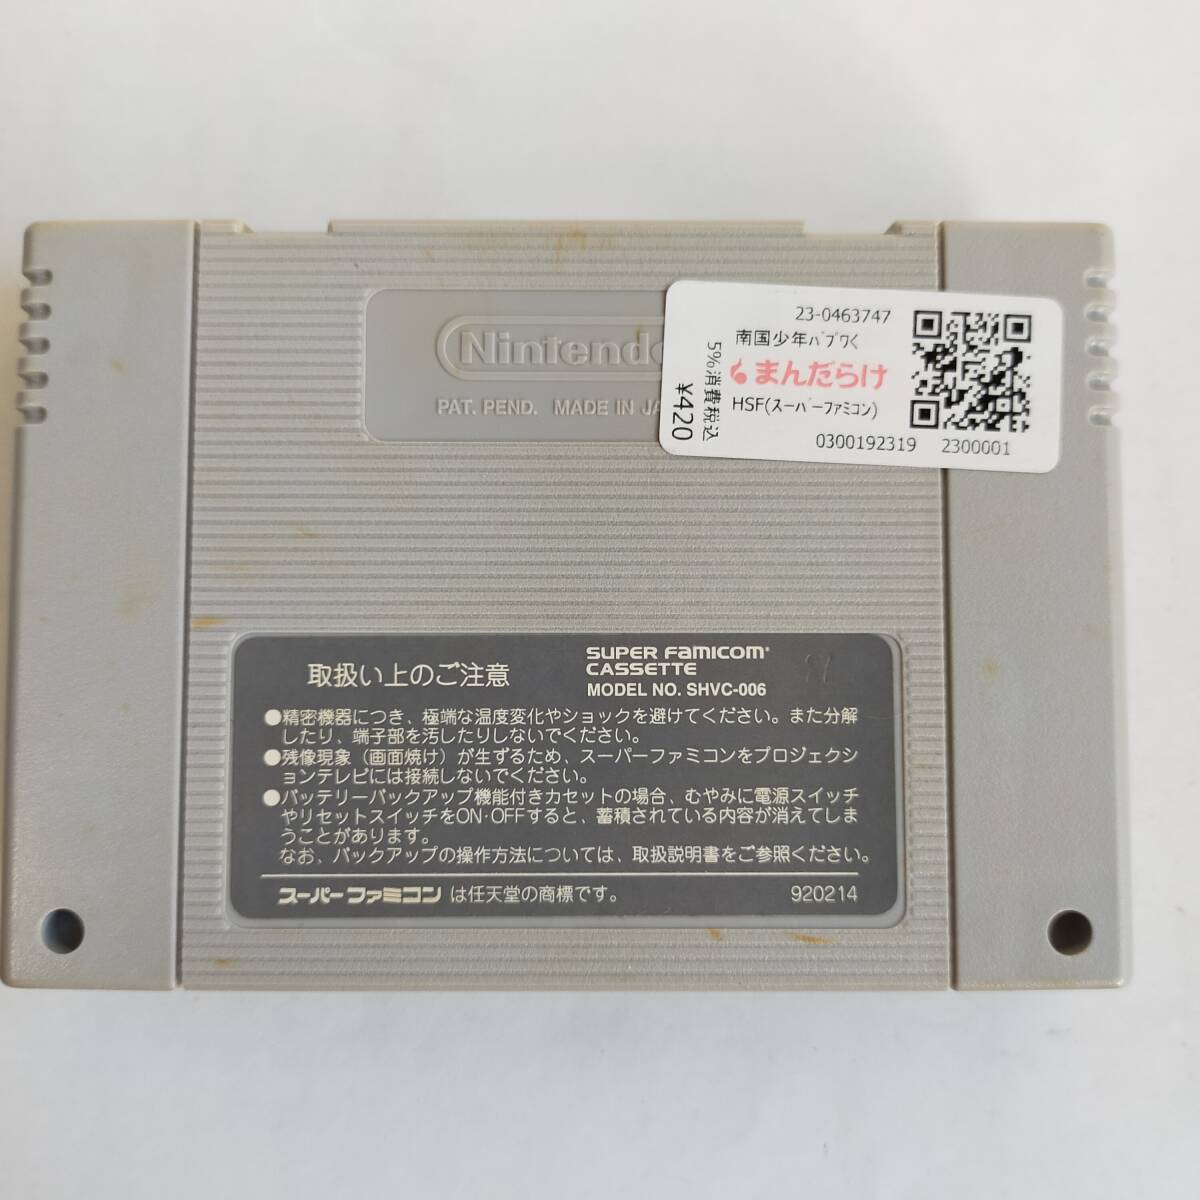 Nintendo
PAT. PEND. MADE IN JA
23-0463747
南国少年ﾊﾟﾌﾟﾜく
まんだらけ
HSF(ｽｰﾊﾟｰﾌｧﾐｺﾝ)
0300192319 2300001
5%消費税込
¥420
取扱い上のご注意
SUPER FAMICOM
CASSETTE
MODEL NO. SHVC-006
●精密機器につき、極端な温度変化やショックを避けてください。また分解
したり、端子部を汚したりしないでください。
●残像現象（画面焼け）が生ずるため、スーパーファミコンをプロジェクシ
ョンテレビには接続しないでください。
●バッテリーバックアップ機能付きカセットの場合、むやみに電源スイッチ
やリセットスイッチをON･OFFすると、蓄積されている内容が消えてしま
うことがあります。
なお、バックアップの操作方法については、取扱説明書をご参照ください。
スーパーファミコン は任天堂の商標です。
920214